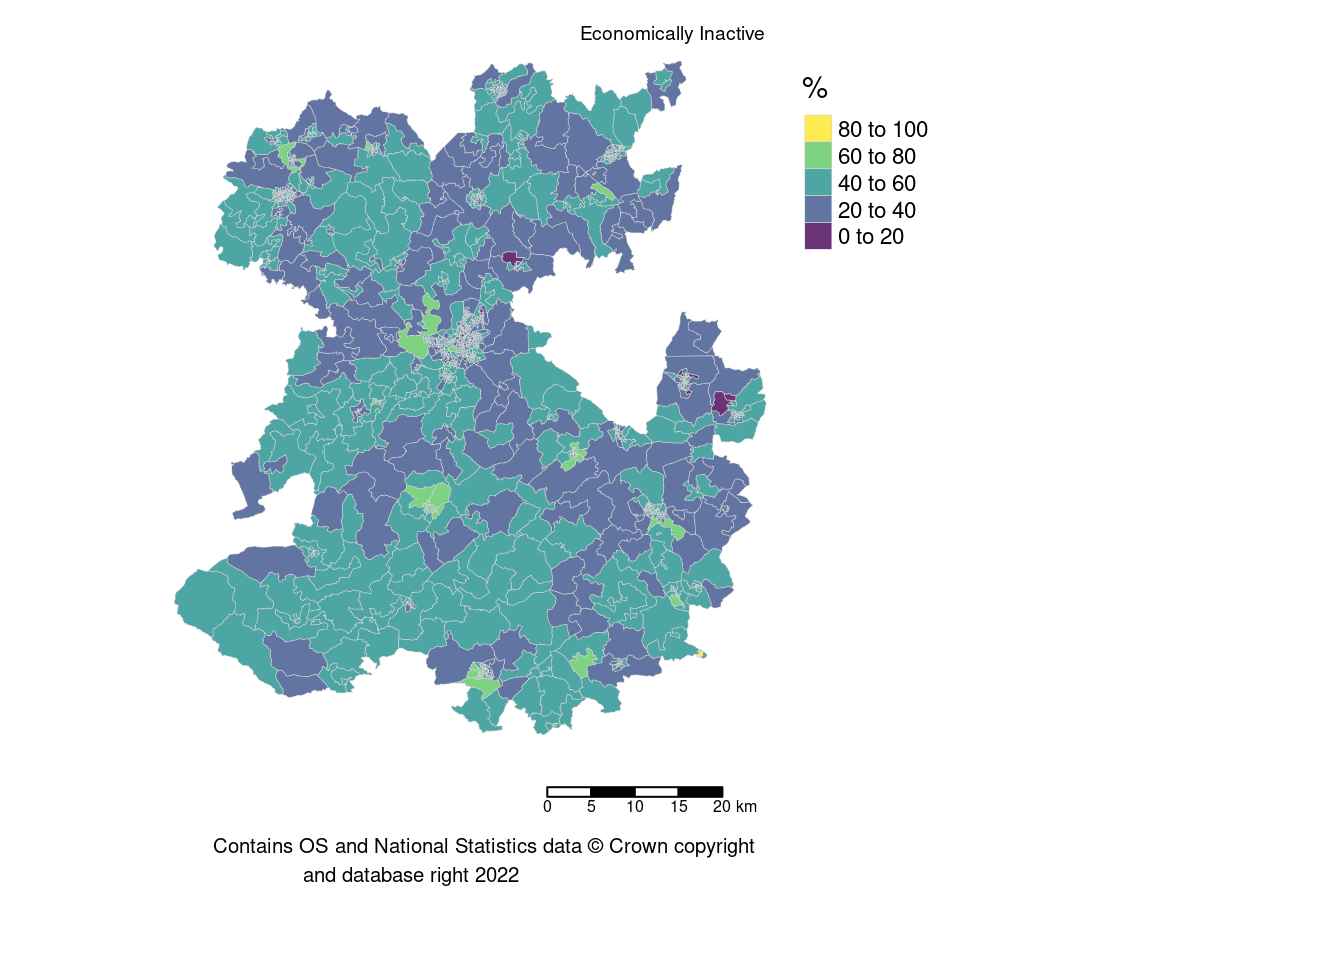 Economically Inactive
%
80 to 100
60 to 80
40 to 60
20 to 40
0 to 20
0 5 10 15 20 km
Contains OS and National Statistics data © Crown copyright
and database right 2022